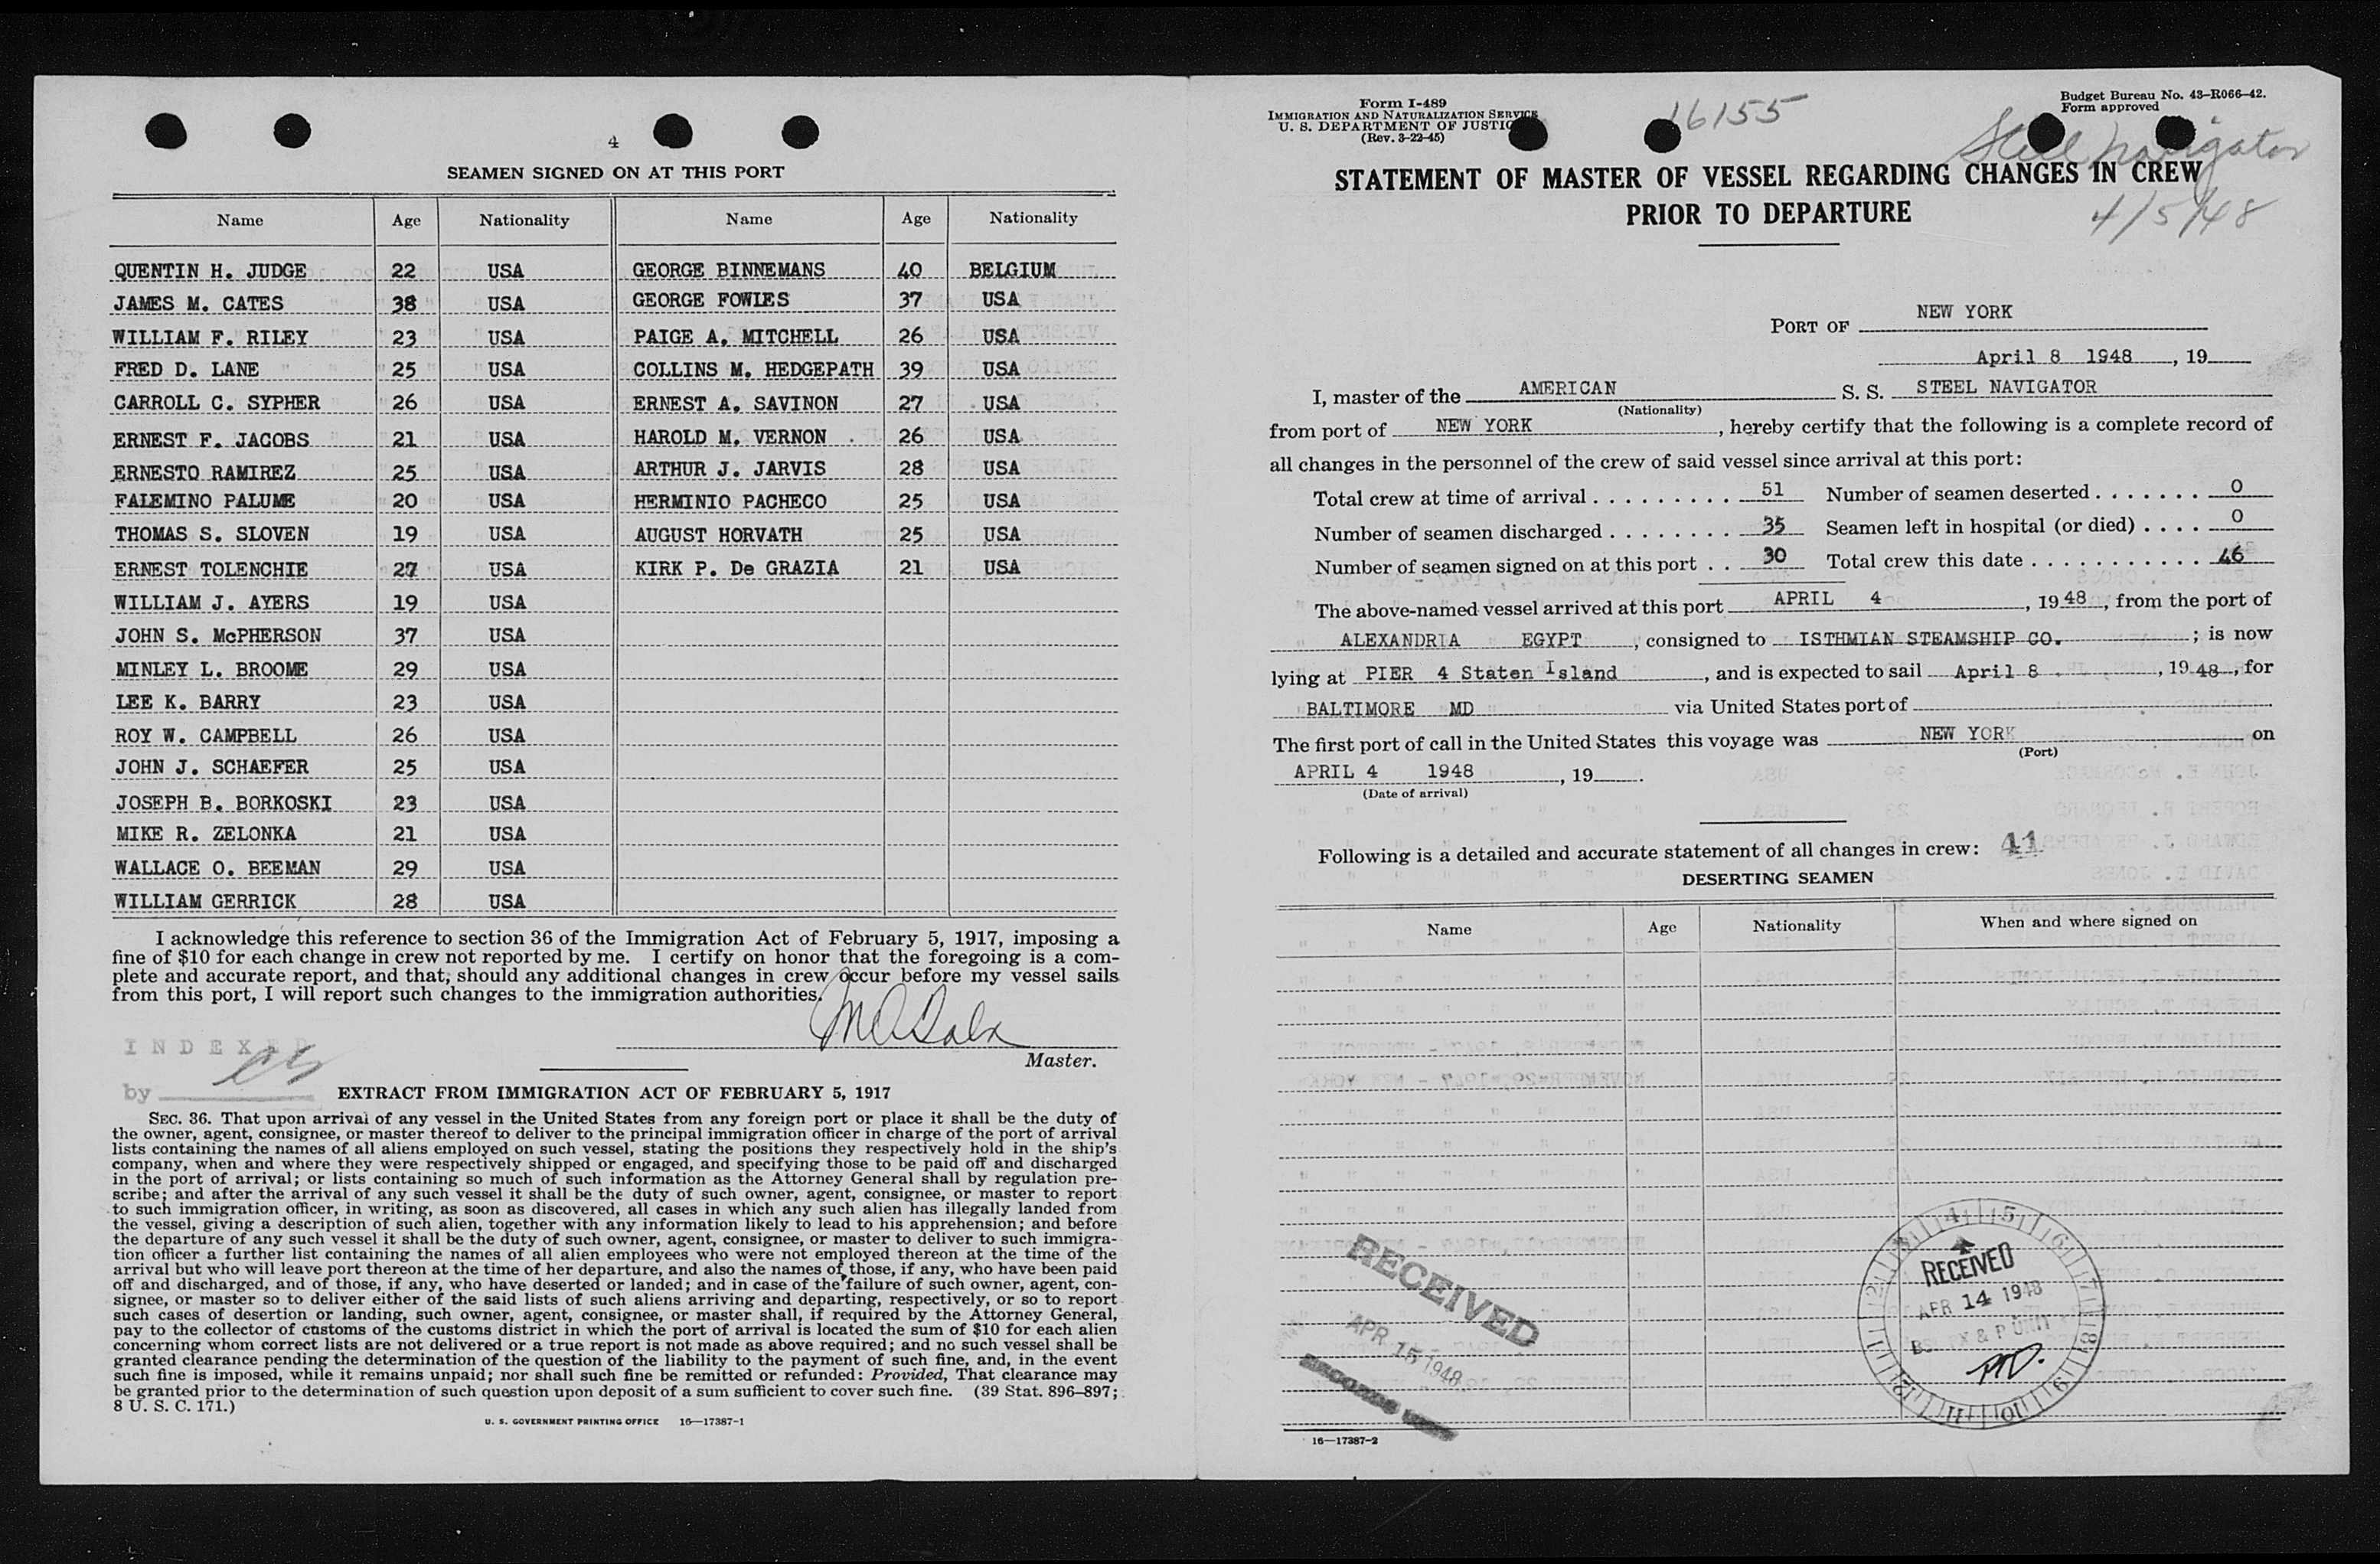 4
SEAMEN SIGNED ON AT THIS PORT
Name Age Nationality Name Age Nationality
QUENTIN H. JUDGE 22 USA GEORGE BINNEMANS 40 BELGIUM
JAMES M. CATES 38 USA GEORGE FOWLES 37 USA
WILLIAM F. RILEY 23 USA PAIGE A. MITCHELL 26 USA
FRED D. LANE 25 USA COLLINS M. HEDGEPATH 39 USA
CARROLL C. SYPHER 26 USA ERNEST A. SAVINON 27 USA
ERNEST F. JACOBS 21 USA HAROLD M. VERNON 26 USA
ERNESTO RAMIREZ 25 USA ARTHUR J. JARVIS 28 USA
FALEMINO PALUME 20 USA HERMINIO PACHECO 25 USA
THOMAS S. SLOVEN 19 USA AUGUST HORVATH 25 USA
ERNEST TOLENCHIE 27 USA KIRK P. De GRAZIA 21 USA
WILLIAM J. AYERS 19 USA
JOHN S. McPHERSON 37 USA
MINLEY L. BROOME 29 USA
LEE K. BARRY 23 USA
ROY W. CAMPBELL 26 USA
JOHN J. SCHAEFER 25 USA
JOSEPH B. BORKOSKI 23 USA
MIKE R. ZELONKA 21 USA
WALLACE O. BEEMAN 29 USA
WILLIAM GERRICK 28 USA
I acknowledge this reference to section 36 of the Immigration Act of February 5, 1917, imposing a
fine of $10 for each change in crew not reported by me. I certify on honor that the foregoing is a com-
plete and accurate report, and that, should any additional changes in crew occur before my vessel sails
from this port, I will report such changes to the immigration authorities.
Master.
INDEXED
by
EXTRACT FROM IMMIGRATION ACT OF FEBRUARY 5, 1917
SEC. 36. That upon arrival of any vessel in the United States from any foreign port or place it shall be the duty of
the owner, agent, consignee, or master thereof to deliver to the principal immigration officer in charge of the port of arrival
lists containing the names of all aliens employed on such vessel, stating the positions they respectively hold in the ship's
company, when and where they were respectively shipped or engaged, and specifying those to be paid off and discharged
in the port of arrival; or lists containing so much of such information as the Attorney General shall by regulation pre-
scribe; and after the arrival of any such vessel it shall be the duty of such owner, agent, consignee, or master to report
to such immigration officer, in writing, as soon as discovered, all cases in which any such alien has illegally landed from
the vessel, giving a description of such alien, together with any information likely to lead to his apprehension; and before
the departure of any such vessel it shall be the duty of such owner, agent, consignee, or master to deliver to such immigra-
tion officer a further list containing the names of all alien employees who were not employed thereon at the time of the
arrival but who will leave port thereon at the time of her departure, and also the names of those, if any, who have been paid
off and discharged, and of those, if any, who have deserted or landed; and in case of the failure of such owner, agent, con-
signee, or master so to deliver either of the said lists of such aliens arriving and departing, respectively, or so to report
such cases of desertion or landing, such owner, agent, consignee, or master shall, if required by the Attorney General,
pay to the collector of customs of the customs district in which the port of arrival is located the sum of $10 for each alien
concerning whom correct lists are not delivered or a true report is not made as above required; and no such vessel shall be
granted clearance pending the determination of the question of the liability to the payment of such fine, and, in the event
such fine is imposed, while it remains unpaid; nor shall such fine be remitted or refunded: Provided, That clearance may
be granted prior to the determination of such question upon deposit of a sum sufficient to cover such fine. (39 Stat. 896-897;
8 U. S. C. 171.)
U. S. GOVERNMENT PRINTING OFFICE 16—17387-1
Form I-489
IMMIGRATION AND NATURALIZATION SERVICE
U. S. DEPARTMENT OF JUSTICE
(Rev. 3-22-45)
16155
Budget Bureau No. 43-R066-42.
Form approved
Steel Navigator
4/5/48
STATEMENT OF MASTER OF VESSEL REGARDING CHANGES IN CREW
PRIOR TO DEPARTURE
PORT OF NEW YORK
April 8 1948, 19
I, master of the AMERICAN S. S. STEEL NAVIGATOR
(Nationality)
from port of NEW YORK, hereby certify that the following is a complete record of
all changes in the personnel of the crew of said vessel since arrival at this port:
Total crew at time of arrival . . . . . . . . . 51 Number of seamen deserted . . . . . . . 0
Number of seamen discharged . . . . . . . . 35 Seamen left in hospital (or died) . . . . 0
Number of seamen signed on at this port . . 30 Total crew this date . . . . . . . . . . . 46
The above-named vessel arrived at this port APRIL 4, 1948, from the port of
ALEXANDRIA EGYPT, consigned to ISTHMIAN STEAMSHIP CO.; is now
lying at PIER 4 Staten Island, and is expected to sail April 8, 1948, for
BALTIMORE MD via United States port of
The first port of call in the United States this voyage was NEW YORK on
(Port)
APRIL 4 1948, 19.
(Date of arrival)
Following is a detailed and accurate statement of all changes in crew: 41
DESERTING SEAMEN
Name Age Nationality When and where signed on
RECEIVED
APR 15 1948
RECEIVED
APR 14 1948
16—17387-2